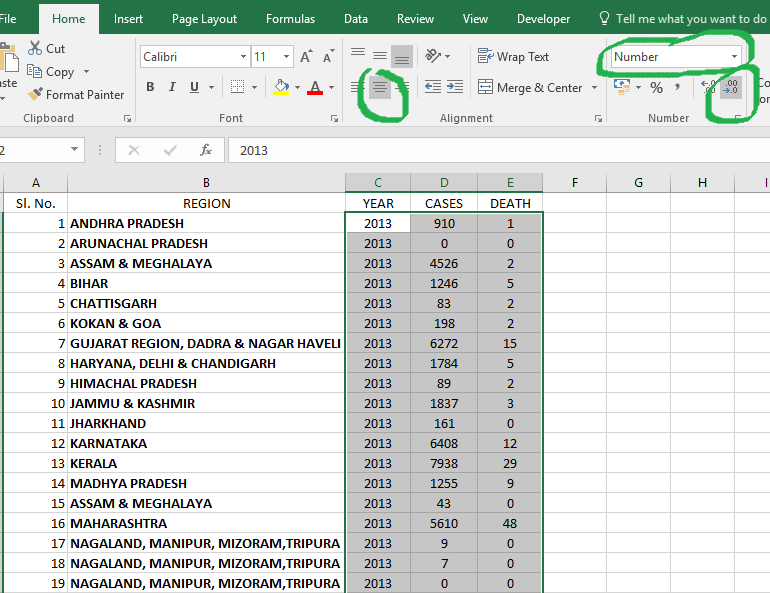 File Home Insert Page Layout Formulas Data Review View Developer Tell me what you want to do
Cut
Copy
Format Painter
Clipboard
Calibri 11
B I U
Font
Wrap Text
Merge & Center
Alignment
Number
%
Number
2 fx 2013
A B C D E F G H I
Sl. No. REGION YEAR CASES DEATH
1 ANDHRA PRADESH 2013 910 1
2 ARUNACHAL PRADESH 2013 0 0
3 ASSAM & MEGHALAYA 2013 4526 2
4 BIHAR 2013 1246 5
5 CHATTISGARH 2013 83 2
6 KOKAN & GOA 2013 198 2
7 GUJARAT REGION, DADRA & NAGAR HAVELI 2013 6272 15
8 HARYANA, DELHI & CHANDIGARH 2013 1784 5
9 HIMACHAL PRADESH 2013 89 2
10 JAMMU & KASHMIR 2013 1837 3
11 JHARKHAND 2013 161 0
12 KARNATAKA 2013 6408 12
13 KERALA 2013 7938 29
14 MADHYA PRADESH 2013 1255 9
15 ASSAM & MEGHALAYA 2013 43 0
16 MAHARASHTRA 2013 5610 48
17 NAGALAND, MANIPUR, MIZORAM,TRIPURA 2013 9 0
18 NAGALAND, MANIPUR, MIZORAM,TRIPURA 2013 7 0
19 NAGALAND, MANIPUR, MIZORAM,TRIPURA 2013 0 0